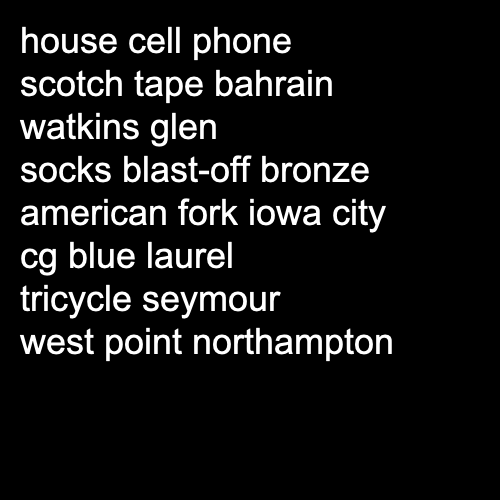 house cell phone
scotch tape bahrain
watkins glen
socks blast-off bronze
american fork iowa city
cg blue laurel
tricycle seymour
west point northampton